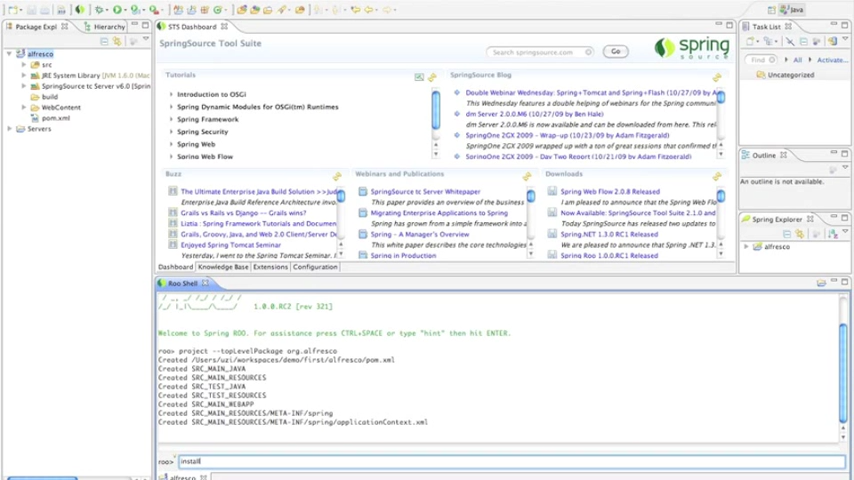 Java
Package Expl
Hierarchy
STS Dashboard
Task List
alfresco
src
JRE System Library (JVM 1.6.0 (Mac
SpringSource tc Server v6.0 (Sprin
build
WebContent
pom.xml
Servers
SpringSource Tool Suite
Search springsource.com
Go
spring
source
Find
All
Activate...
Uncategorized
Tutorials
Introduction to OSGi
Spring Dynamic Modules for OSGi(tm) Runtimes
Spring Framework
Spring Security
Spring Web
Spring Web Flow
SpringSource Blog
Double Webinar Wednesday: Spring+Tomcat and Spring+Flash (10/27/09 by A
This Wednesday features a double helping of webinars for the Spring commun
dm Server 2.0.0.M6 (10/27/09 by Ben Hale)
dm Server 2.0.0.M6 is now available and can be downloaded from here. This rel
SpringOne 2GX 2009 - Wrap-up (10/23/09 by Adam Fitzgerald)
SpringOne 2GX 2009 wrapped up with a ton of great sessions that confirmed th
SpringOne 2GX 2009 - Day Two Report (10/21/09 by Adam Fitzgerald)
Outline
An outline is not available.
Buzz
The Ultimate Enterprise Java Build Solution >>Jud
Enterprise Java Build Reference Architecture invo
Grails vs Rails vs Django -- Grails wins?
Liztia : Spring Framework Tutorials and Documen
Grails, Groovy, Java, and Web 2.0 Client/Server De
Enjoyed Spring Tomcat Seminar
Yesterday, I went to the Spring Tomcat Seminar. I
Webinars and Publications
SpringSource tc Server Whitepaper
This paper provides an overview of the business
Migrating Enterprise Applications to Spring
Spring has grown from a simple framework into a
Spring - A Manager's Overview
This white paper describes the core technologies
Spring in Production
Downloads
Spring Web Flow 2.0.8 Released
I am pleased to announce that the Spring Web Fl
Now Available: SpringSource Tool Suite 2.1.0 and
Today SpringSource has released two updates to
Spring.NET 1.3.0 RC1 Released
We are pleased to announce that Spring .NET 1.3.
Spring Roo 1.0.0.RC1 Released
Spring Explorer
alfresco
Dashboard
Knowledge Base
Extensions
Configuration
Roo Shell
1.0.0.RC2 [rev 321]
Welcome to Spring ROO. For assistance press CTRL+SPACE or type "hint" then hit ENTER.
roo> project --topLevelPackage org.alfresco
Created /Users/uzi/workspaces/demo/first/alfresco/pom.xml
Created SRC_MAIN_JAVA
Created SRC_MAIN_RESOURCES
Created SRC_TEST_JAVA
Created SRC_TEST_RESOURCES
Created SRC_MAIN_WEBAPP
Created SRC_MAIN_RESOURCES/META-INF/spring
Created SRC_MAIN_RESOURCES/META-INF/spring/applicationContext.xml
roo> install
alfresco